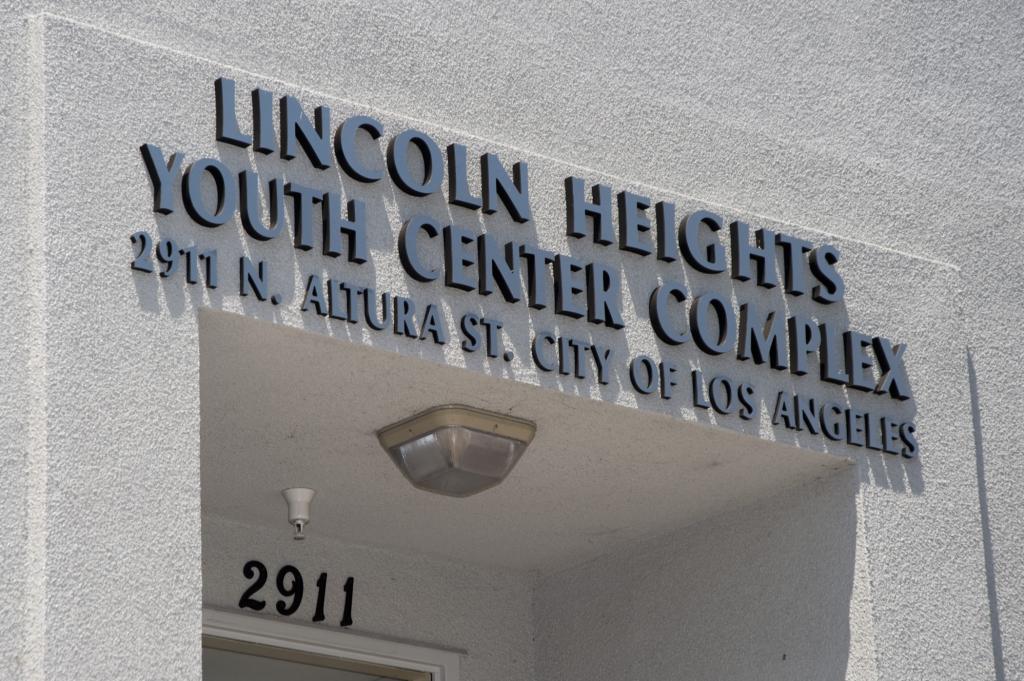 LINCOLN HEIGHTS
YOUTH CENTER COMPLEX
2911 N. ALTURA ST. CITY OF LOS ANGELES
2911